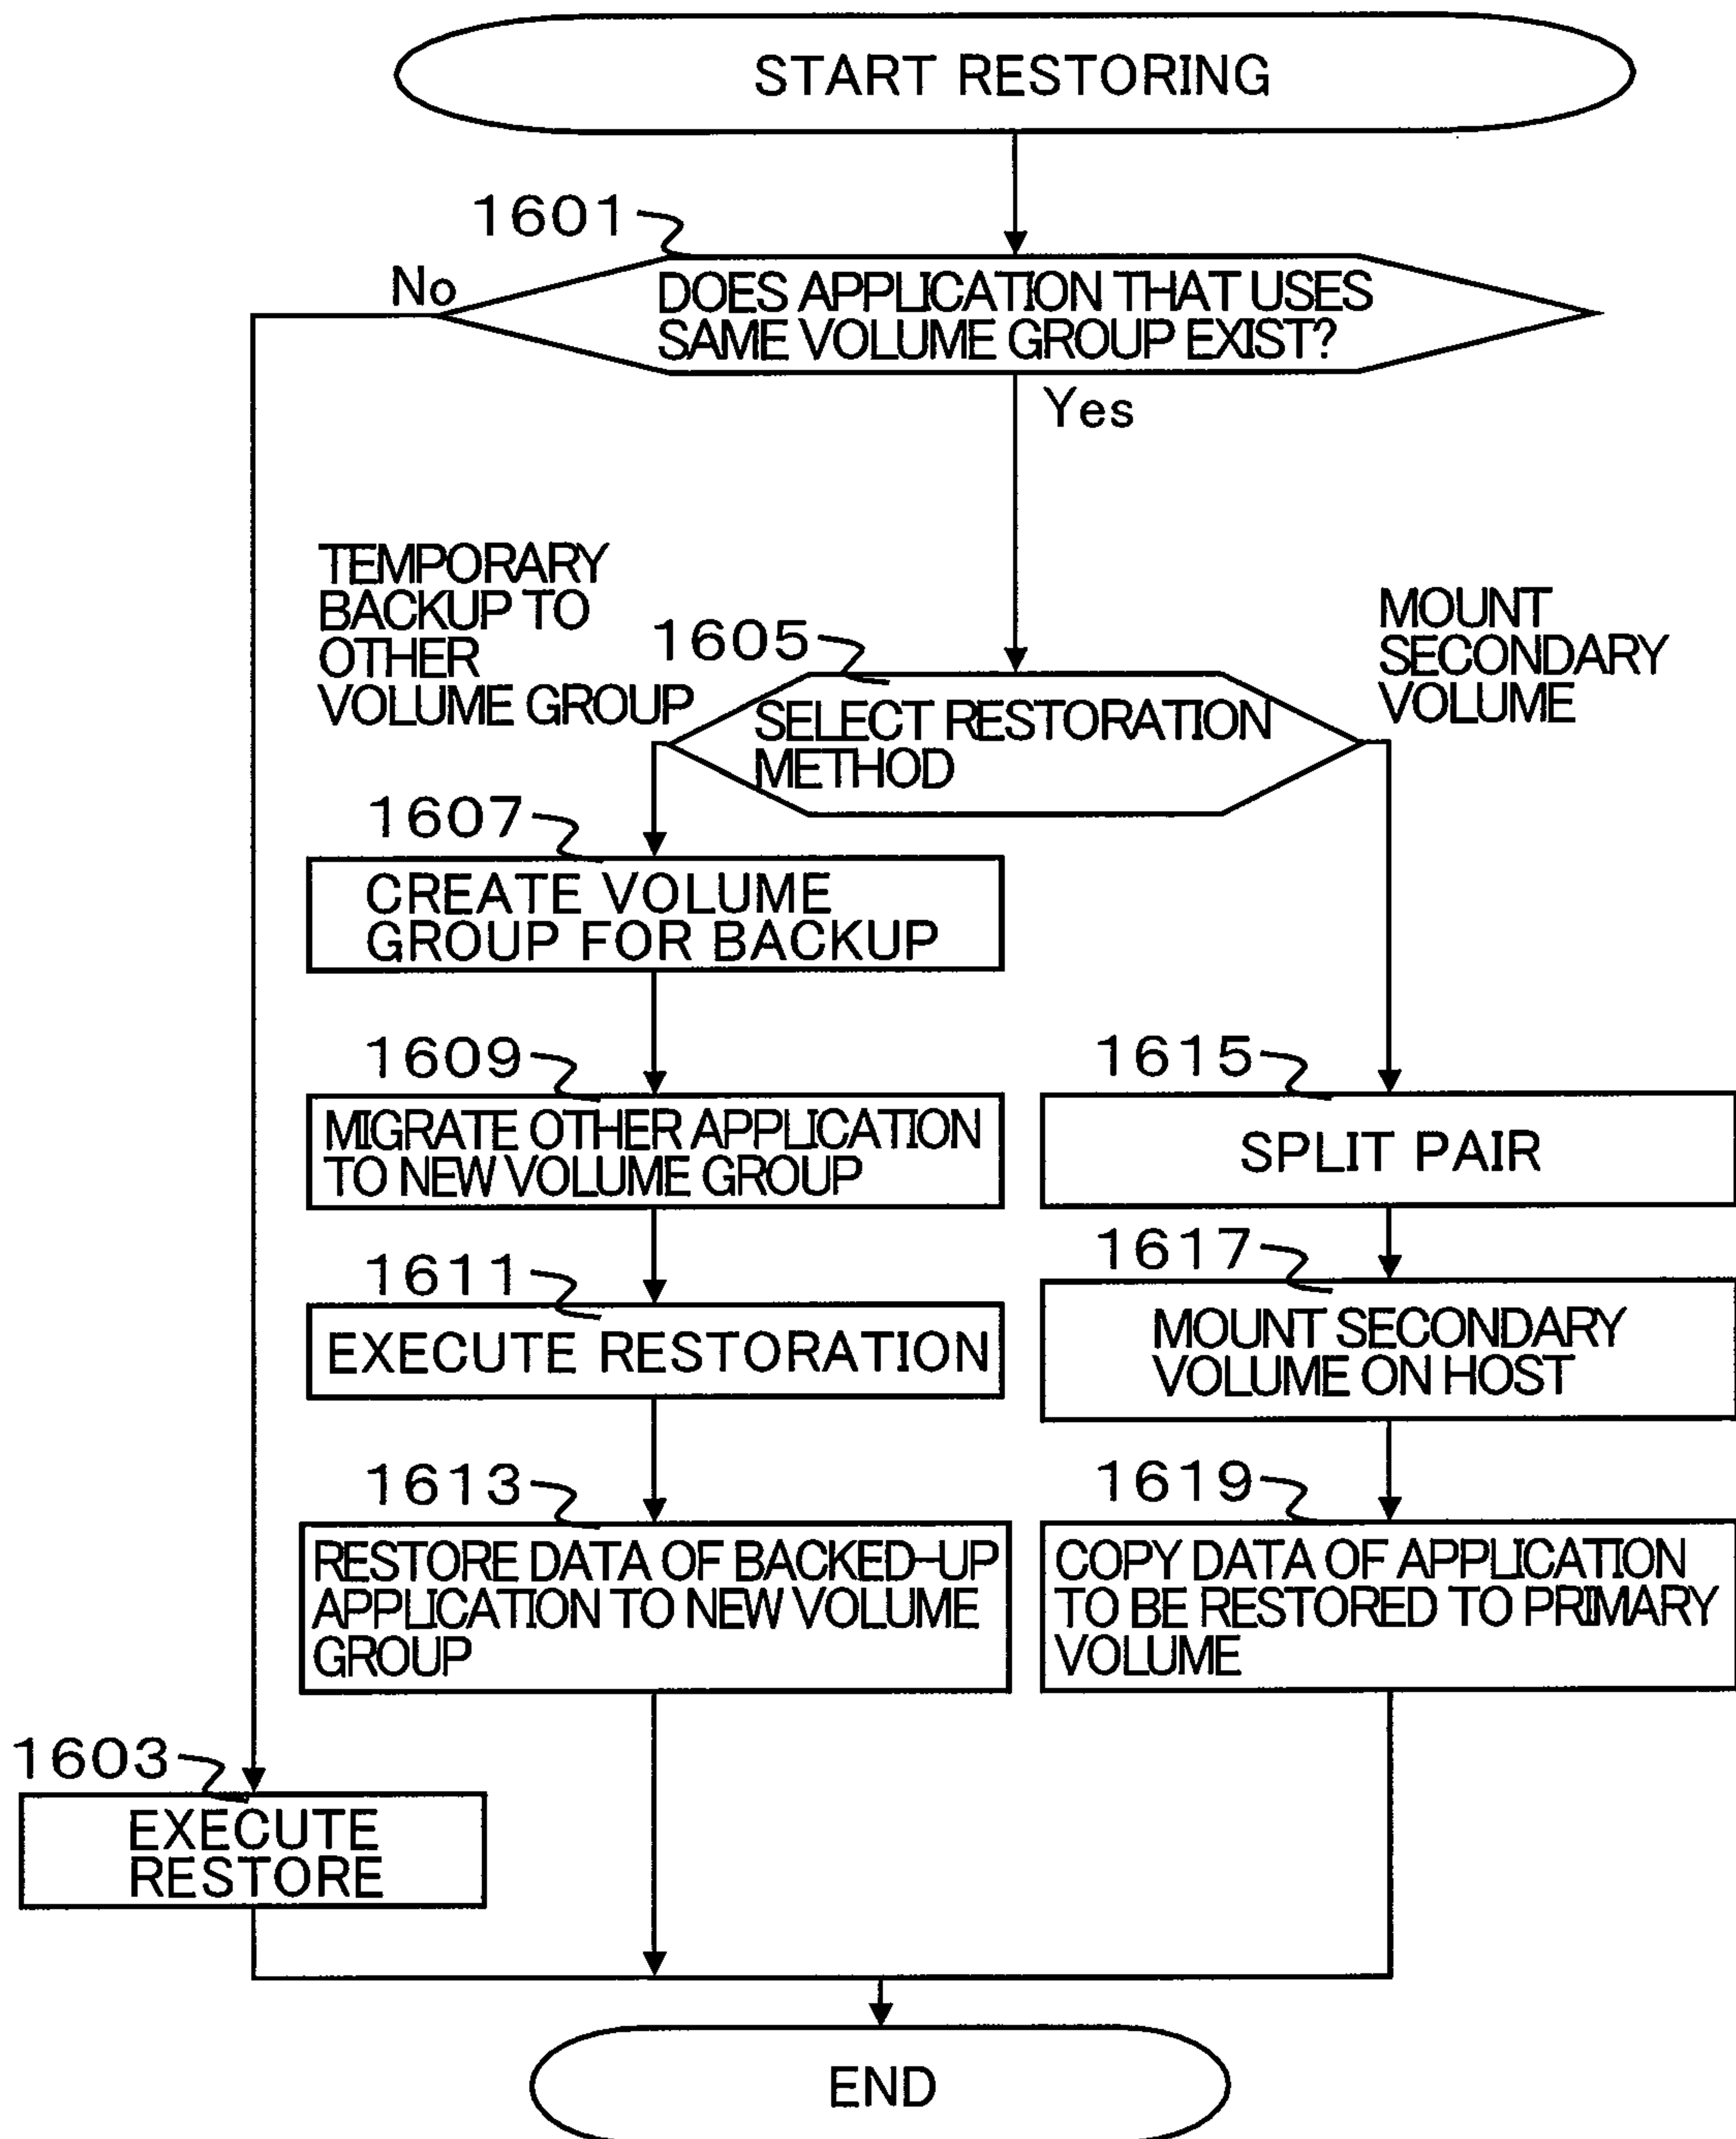 START RESTORING
1601
No
DOES APPLICATION THAT USES
SAME VOLUME GROUP EXIST?
Yes
TEMPORARY
BACKUP TO
OTHER
VOLUME GROUP
1605
MOUNT
SECONDARY
VOLUME
SELECT RESTORATION
METHOD
1607
CREATE VOLUME
GROUP FOR BACKUP
1609
MIGRATE OTHER APPLICATION
TO NEW VOLUME GROUP
1611
EXECUTE RESTORATION
1613
RESTORE DATA OF BACKED-UP
APPLICATION TO NEW VOLUME
GROUP
1615
SPLIT PAIR
1617
MOUNT SECONDARY
VOLUME ON HOST
1619
COPY DATA OF APPLICATION
TO BE RESTORED TO PRIMARY
VOLUME
1603
EXECUTE
RESTORE
END